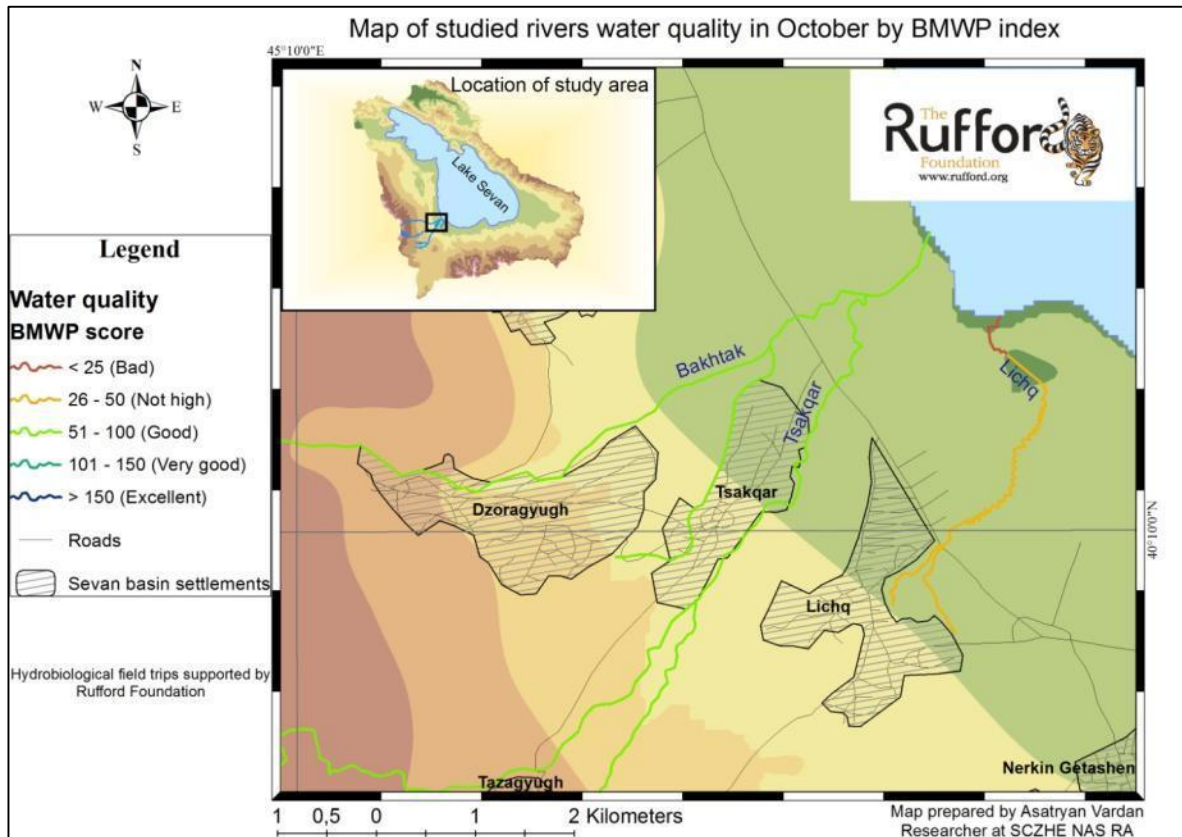 Map of studied rivers water quality in October by BMWP index
45°10'0"E
N
W
E
S
Location of study area
Lake Sevan
The
Rufford
Foundation
www.rufford.org
Legend
Water quality
BMWP score
< 25 (Bad)
26 - 50 (Not high)
51 - 100 (Good)
101 - 150 (Very good)
> 150 (Excellent)
Roads
Sevan basin settlements
Hydrobiological field trips supported by
Rufford Foundation
Bakhtak
Tsakqar
Lichq
Tsakqar
Dzoragyugh
40°10'0"N
Lichq
Nerkin Getashen
Tazagyugh
1 0,5 0 1 2 Kilometers
Map prepared by Asatryan Vardan
Researcher at SCZHE NAS RA